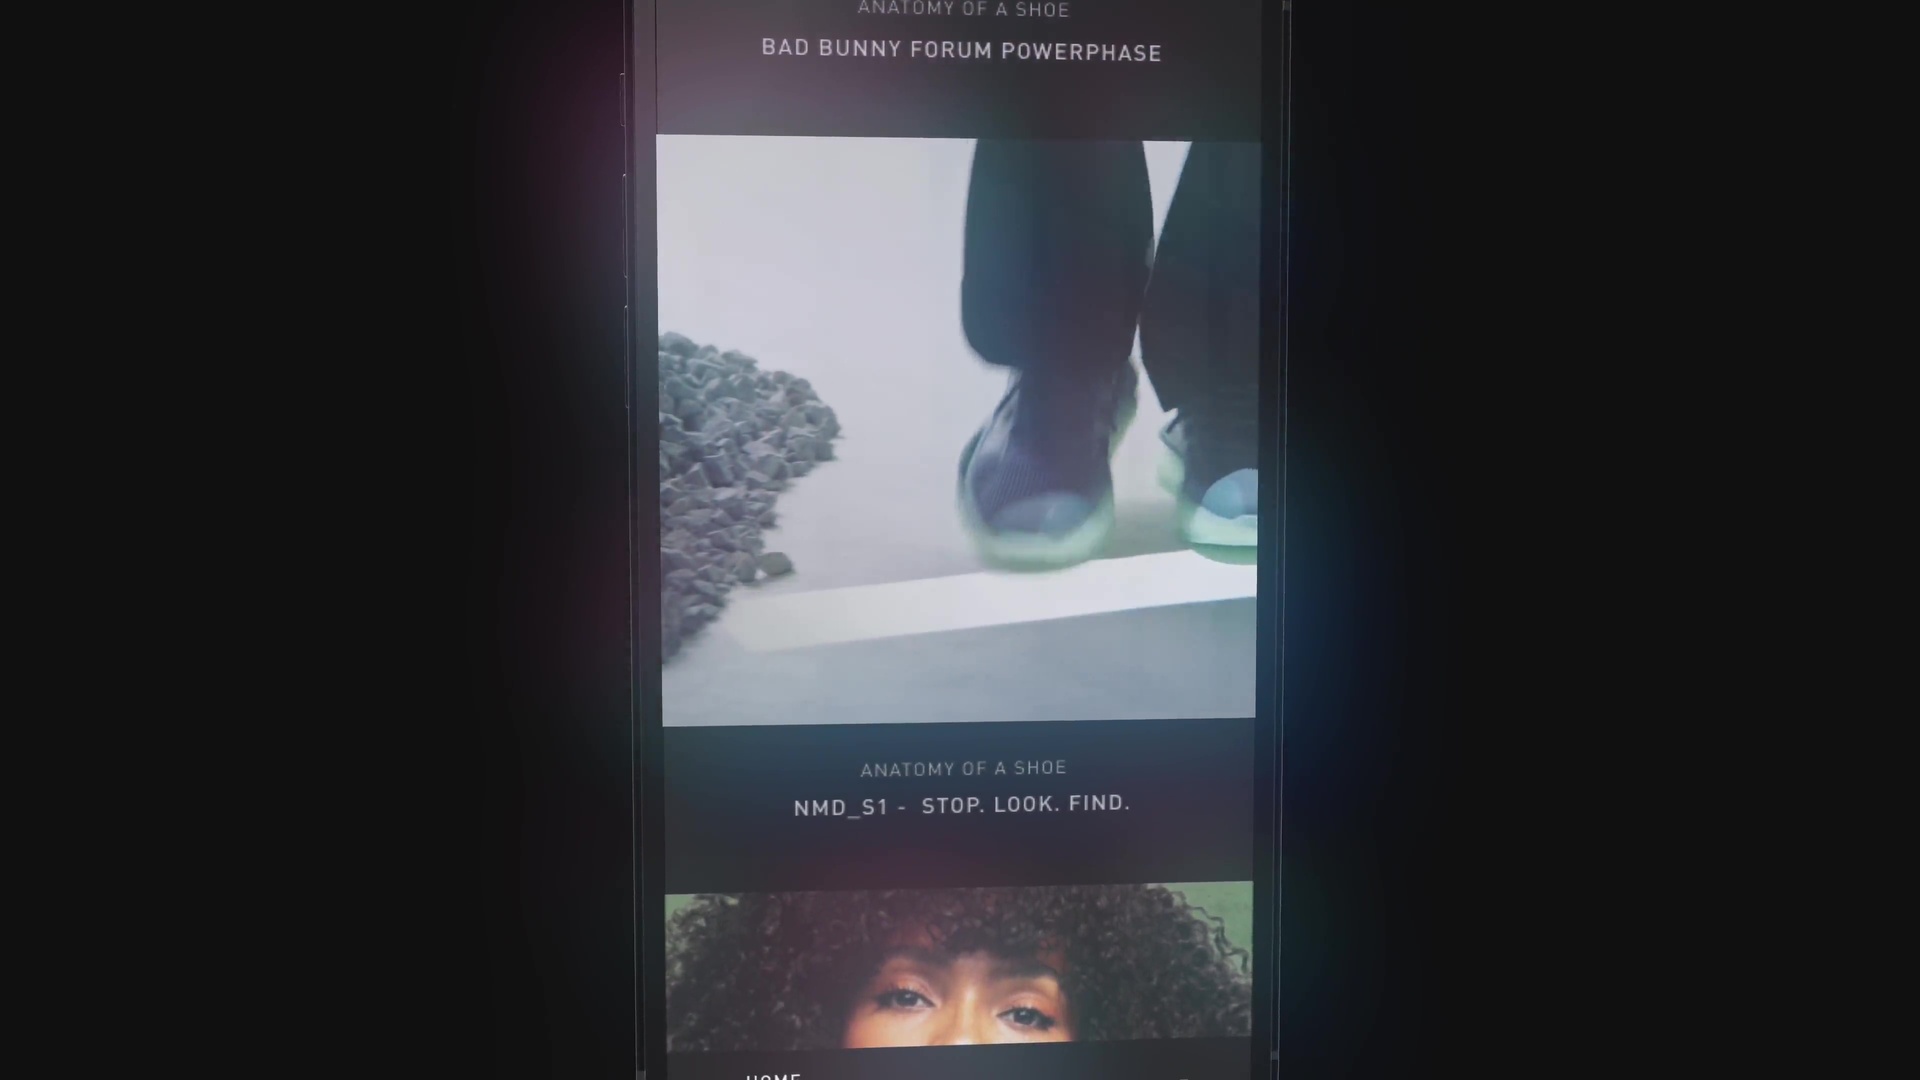 ANATOMY OF A SHOE
BAD BUNNY FORUM POWERPHASE
ANATOMY OF A SHOE
NMD_S1 - STOP. LOOK. FIND.
HOME